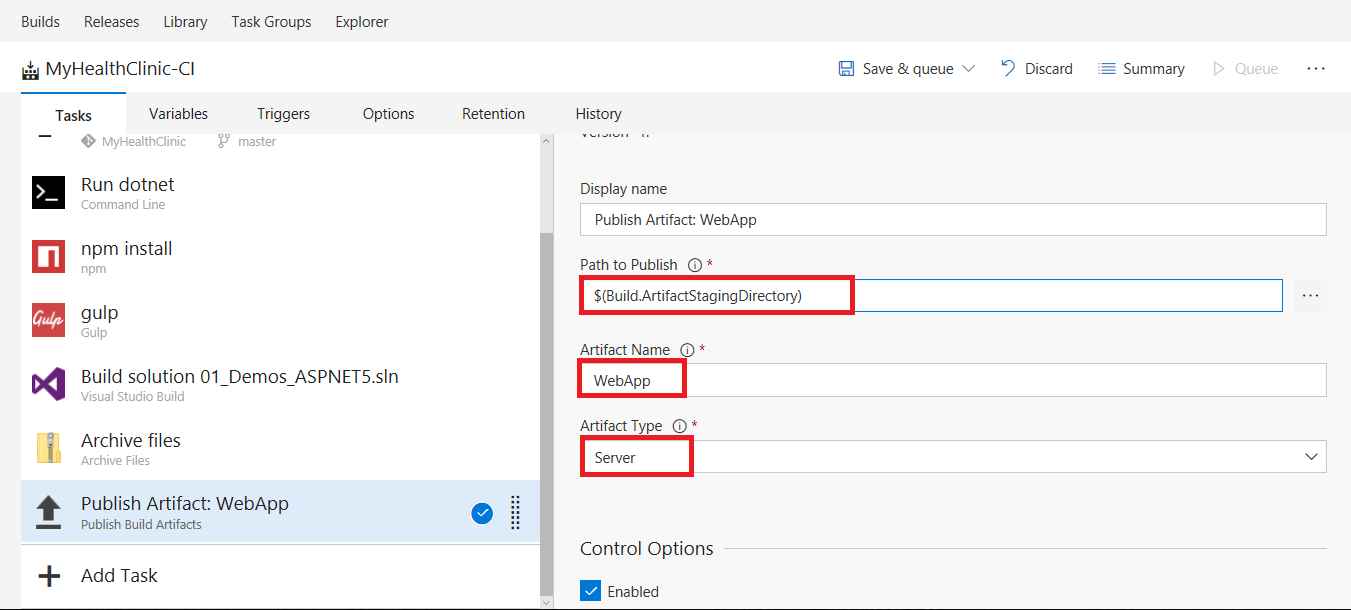 Builds Releases Library Task Groups Explorer
MyHealthClinic-CI Save & queue Discard Summary Queue ...
Tasks Variables Triggers Options Retention History
MyHealthClinic master
Run dotnet
Command Line
npm install
npm
Gulp
gulp
Gulp
Build solution 01_Demos_ASPNET5.sln
Visual Studio Build
Archive files
Archive Files
Publish Artifact: WebApp
Publish Build Artifacts
Add Task
Version
Display name
Publish Artifact: WebApp
Path to Publish *
$(Build.ArtifactStagingDirectory) ...
Artifact Name *
WebApp
Artifact Type *
Server
Control Options
Enabled